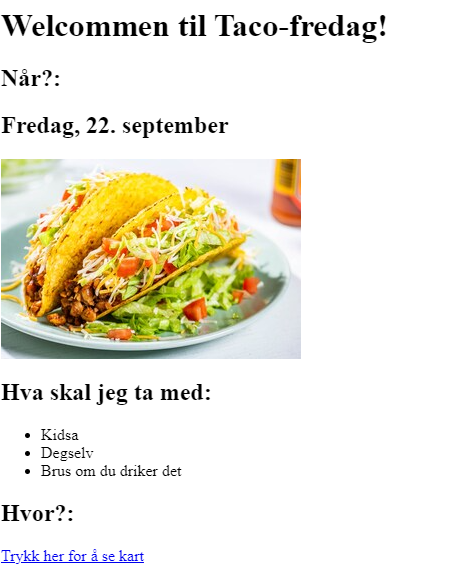 Welcommen til Taco-fredag!
Når?:
Fredag, 22. september
Hva skal jeg ta med:
Kidsa
Degselv
Brus om du driker det
Hvor?:
Trykk her for å se kart